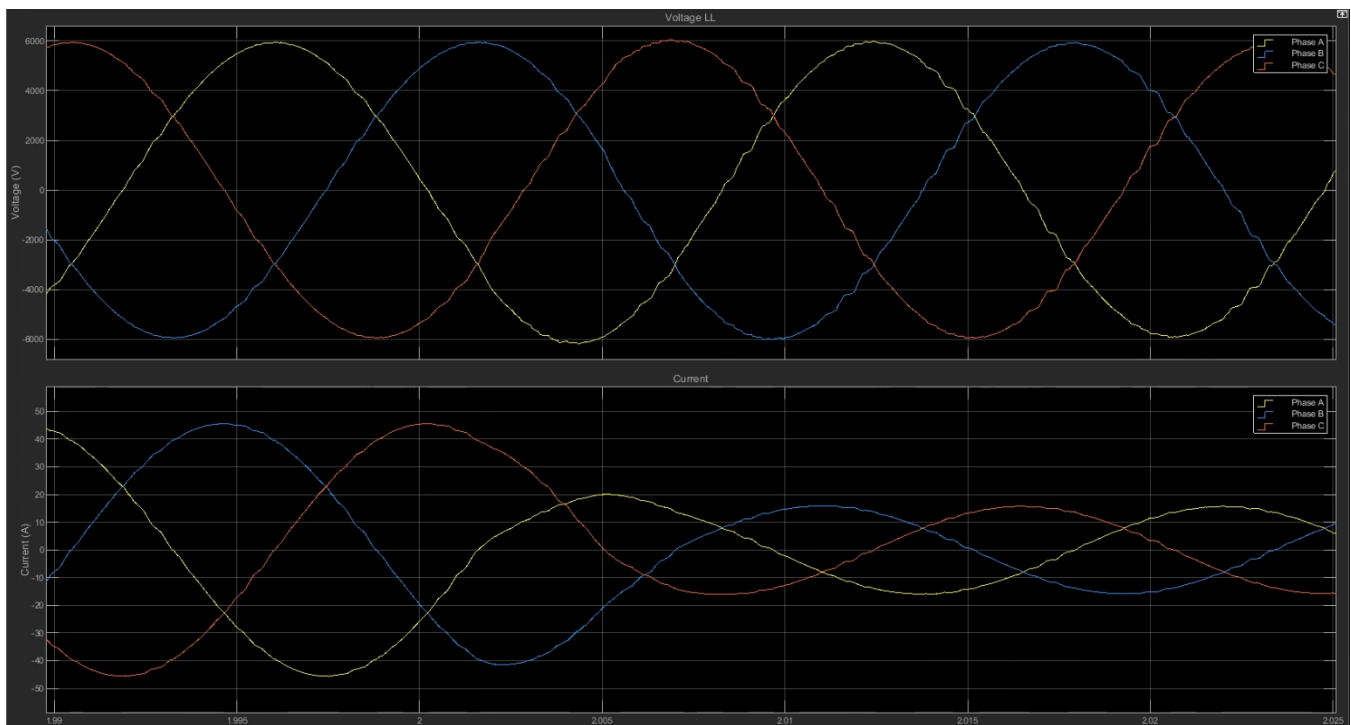 Voltage LL
Voltage (V)
6000
4000
2000
0
-2000
-4000
-6000
Phase A
Phase B
Phase C
Current
Current (A)
50
40
30
20
10
0
-10
-20
-30
-40
-50
Phase A
Phase B
Phase C
1.99 1.995 2 2.005 2.01 2.015 2.02 2.025